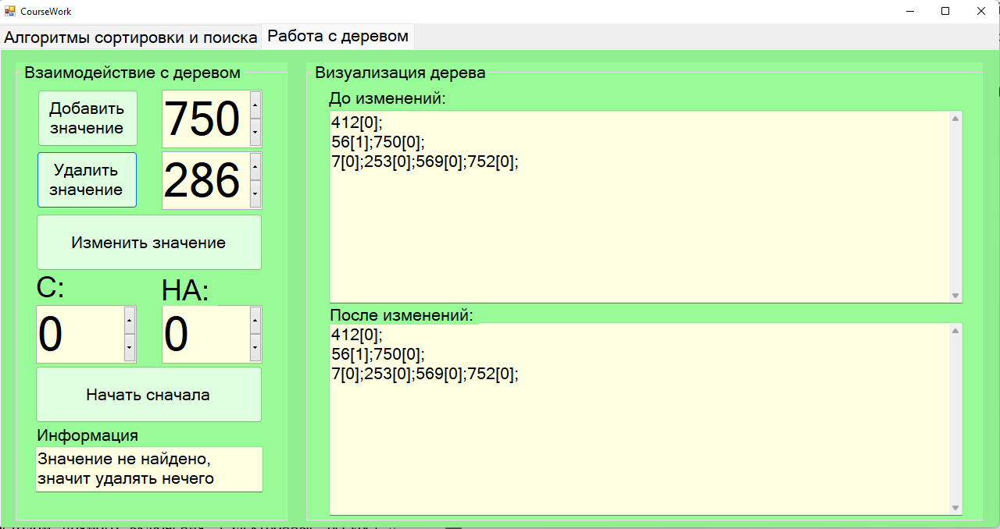 CourseWork
Алгоритмы сортировки и поиска
Работа с деревом
Взаимодействие с деревом
Добавить
значение
750
Удалить
значение
286
Изменить значение
С:
НА:
0
0
Начать сначала
Информация
Значение не найдено,
значит удалять нечего
Визуализация дерева
До изменений:
412[0];
56[1];750[0];
7[0];253[0];569[0];752[0];
После изменений:
412[0];
56[1];750[0];
7[0];253[0];569[0];752[0];